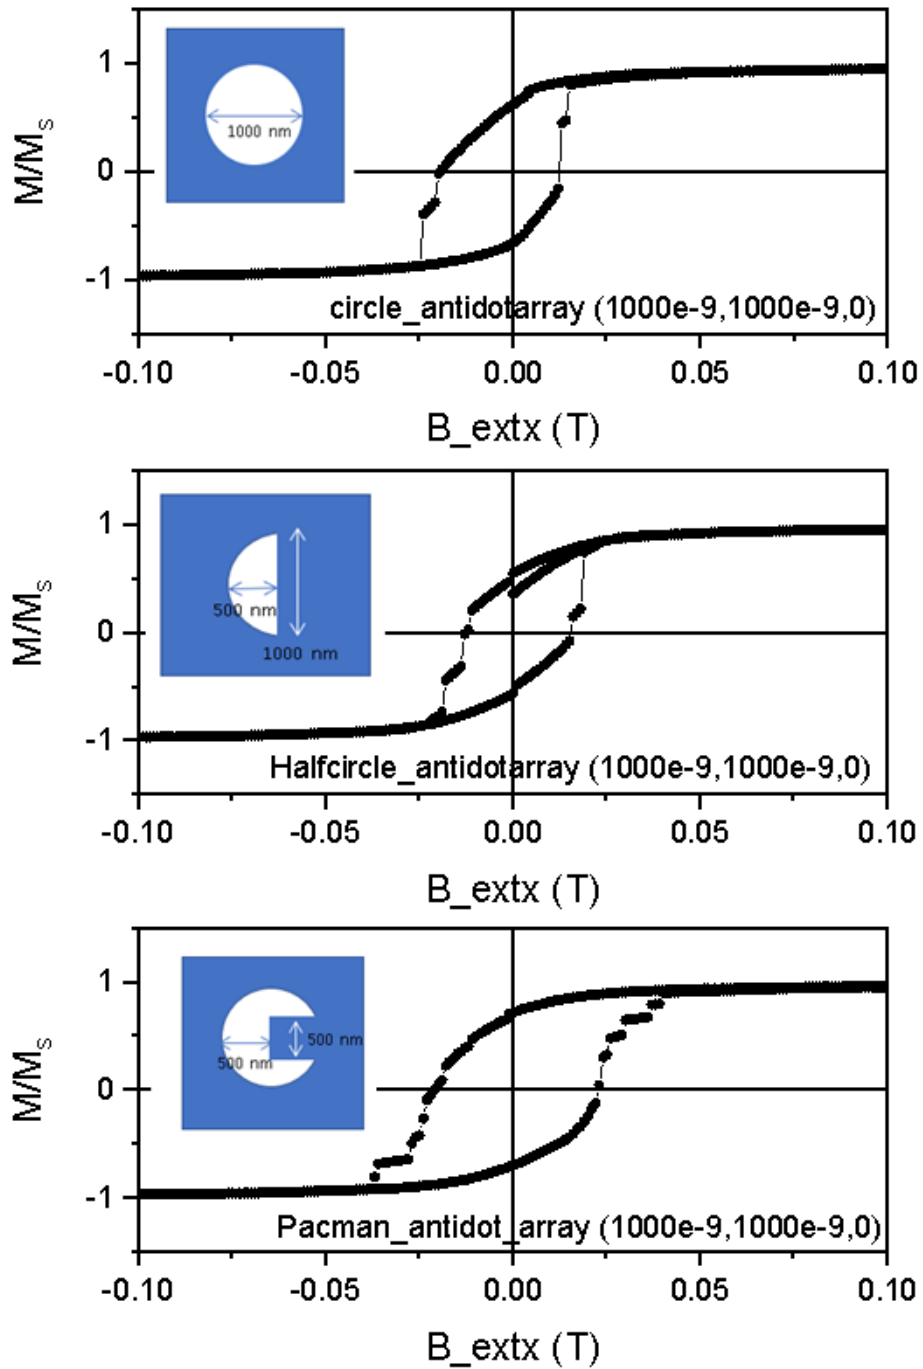 1
0
-1
M/Ms
1000 nm
circle_antidotarray (1000e-9,1000e-9,0)
-0.10 -0.05 0.00 0.05 0.10
B_extx (T)
1
0
-1
M/Ms
500 nm
1000 nm
Halfcircle_antidotarray (1000e-9,1000e-9,0)
-0.10 -0.05 0.00 0.05 0.10
B_extx (T)
1
0
-1
M/Ms
500 nm
500 nm
Pacman_antidot_array (1000e-9,1000e-9,0)
-0.10 -0.05 0.00 0.05 0.10
B_extx (T)